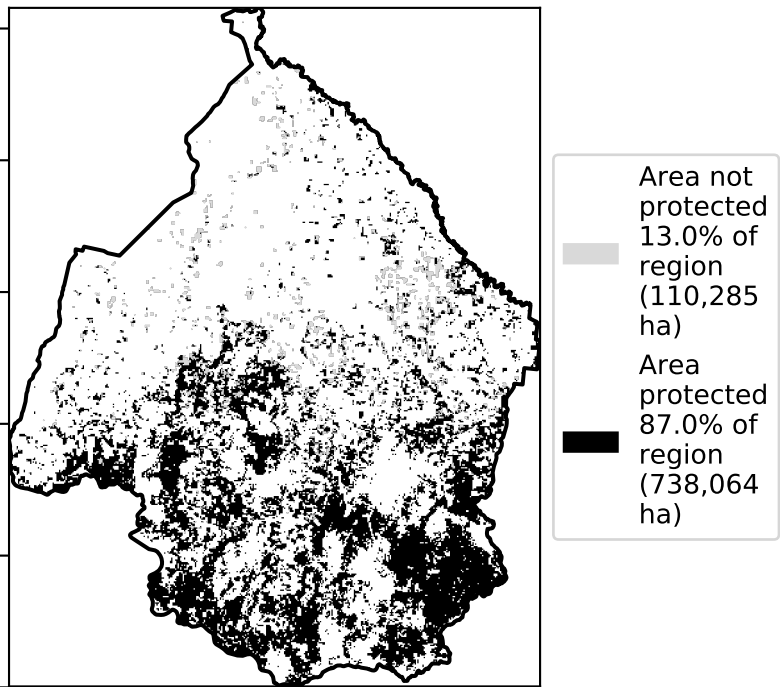 Area not
protected
13.0% of
region
(110,285
ha)
Area
protected
87.0% of
region
(738,064
ha)